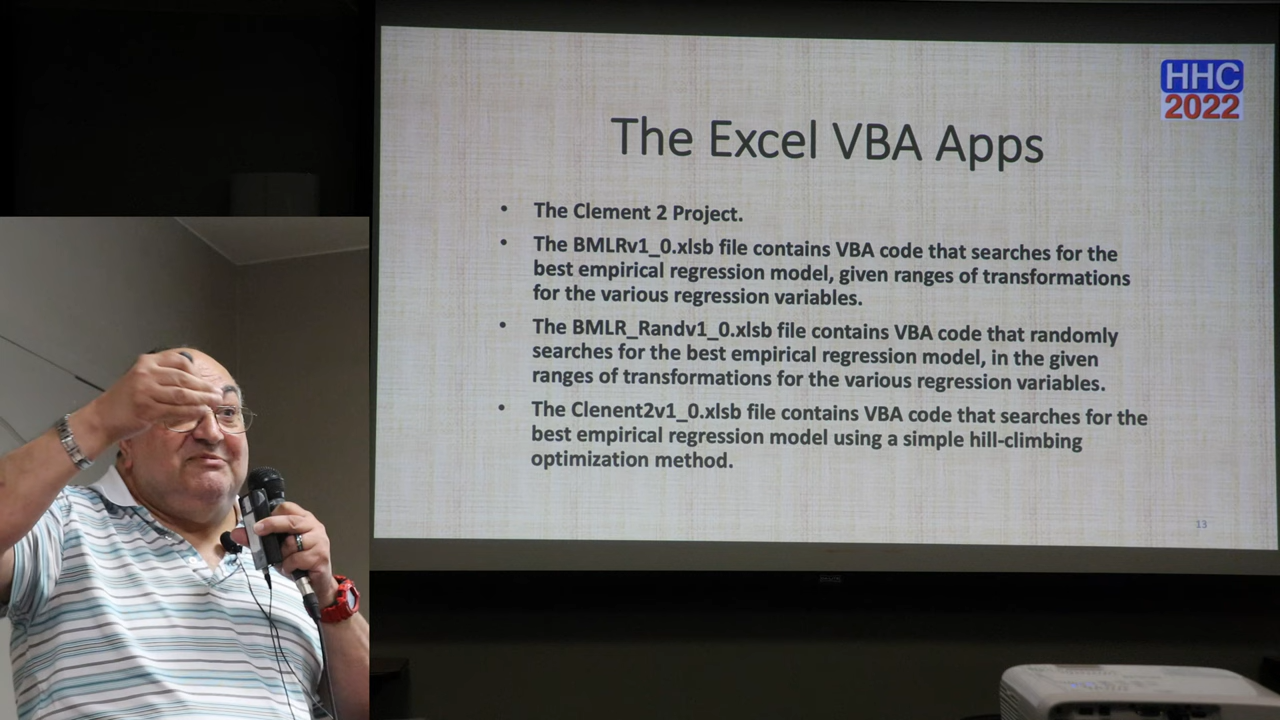 HHC
2022
The Excel VBA Apps
• The Clement 2 Project.
• The BMLRv1_0.xlsb file contains VBA code that searches for the
best empirical regression model, given ranges of transformations
for the various regression variables.
• The BMLR_Randv1_0.xlsb file contains VBA code that randomly
searches for the best empirical regression model, in the given
ranges of transformations for the various regression variables.
• The Clenent2v1_0.xlsb file contains VBA code that searches for the
best empirical regression model using a simple hill-climbing
optimization method.
13